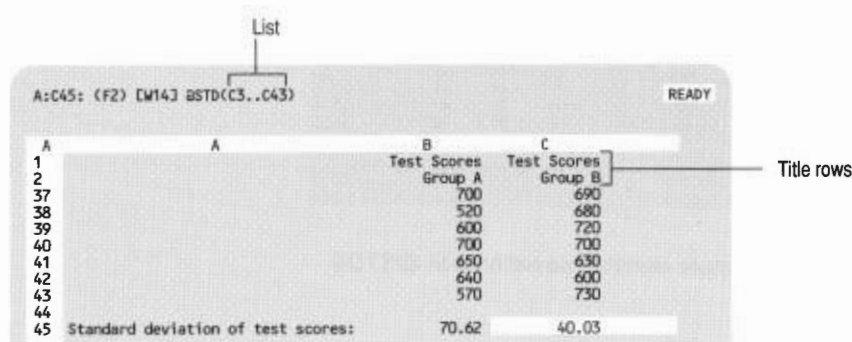 List
A:C45: (F2) [W14] @STD(C3..C43) READY
A A B C
1 Test Scores Test Scores
2 Group A Group B Title rows
37 700 690
38 520 680
39 600 720
40 700 700
41 650 630
42 640 600
43 570 730
44
45 Standard deviation of test scores: 70.62 40.03